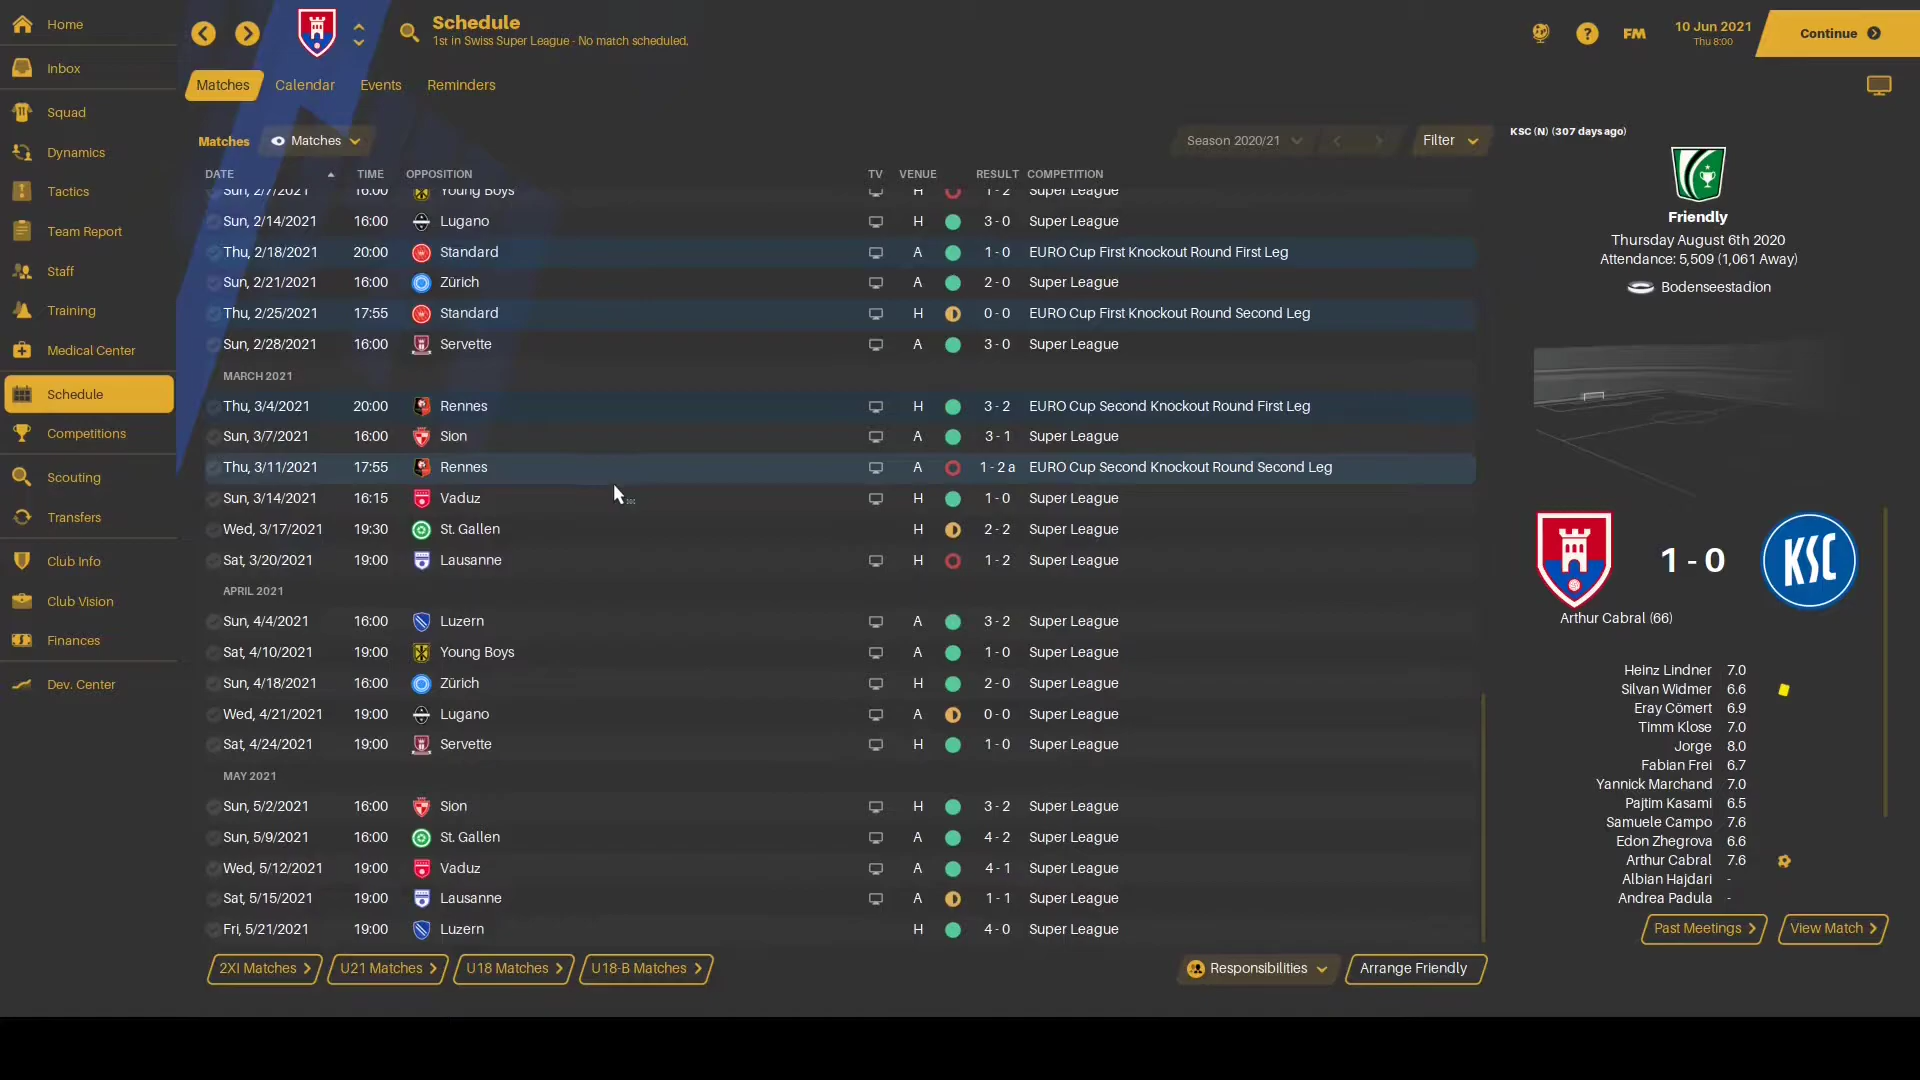 Home
Inbox
Squad
Dynamics
Tactics
Team Report
Staff
Training
Medical Center
Schedule
Competitions
Scouting
Transfers
Club Info
Club Vision
Finances
Dev. Center
Schedule
1st in Swiss Super League - No match scheduled.
?
FM
10 Jun 2021
Thu 8:00
Continue
Matches Calendar Events Reminders
Matches Matches Season 2020/21 Filter
DATE TIME OPPOSITION TV VENUE RESULT COMPETITION
Sun, 2/7/2021 16:00 Young Boys H 1 - 2 Super League
Sun, 2/14/2021 16:00 Lugano H 3 - 0 Super League
Thu, 2/18/2021 20:00 Standard A 1 - 0 EURO Cup First Knockout Round First Leg
Sun, 2/21/2021 16:00 Zürich A 2 - 0 Super League
Thu, 2/25/2021 17:55 Standard H 0 - 0 EURO Cup First Knockout Round Second Leg
Sun, 2/28/2021 16:00 Servette A 3 - 0 Super League
MARCH 2021
Thu, 3/4/2021 20:00 Rennes H 3 - 2 EURO Cup Second Knockout Round First Leg
Sun, 3/7/2021 16:00 Sion A 3 - 1 Super League
Thu, 3/11/2021 17:55 Rennes A 1 - 2 a EURO Cup Second Knockout Round Second Leg
Sun, 3/14/2021 16:15 Vaduz H 1 - 0 Super League
Wed, 3/17/2021 19:30 St. Gallen H 2 - 2 Super League
Sat, 3/20/2021 19:00 Lausanne H 1 - 2 Super League
APRIL 2021
Sun, 4/4/2021 16:00 Luzern A 3 - 2 Super League
Sat, 4/10/2021 19:00 Young Boys A 1 - 0 Super League
Sun, 4/18/2021 16:00 Zürich H 2 - 0 Super League
Wed, 4/21/2021 19:00 Lugano A 0 - 0 Super League
Sat, 4/24/2021 19:00 Servette H 1 - 0 Super League
MAY 2021
Sun, 5/2/2021 16:00 Sion H 3 - 2 Super League
Sun, 5/9/2021 16:00 St. Gallen A 4 - 2 Super League
Wed, 5/12/2021 19:00 Vaduz A 4 - 1 Super League
Sat, 5/15/2021 19:00 Lausanne A 1 - 1 Super League
Fri, 5/21/2021 19:00 Luzern H 4 - 0 Super League
2XI Matches U21 Matches U18 Matches U18-B Matches Responsibilities Arrange Friendly
KSC (N) (307 days ago)
Friendly
Thursday August 6th 2020
Attendance: 5,509 (1,061 Away)
Bodenseestadion
1 - 0
KSC
Arthur Cabral (66)
Heinz Lindner 7.0
Silvan Widmer 6.6
Eray Cömert 6.9
Timm Klose 7.0
Jorge 8.0
Fabian Frei 6.7
Yannick Marchand 7.0
Pajtim Kasami 6.5
Samuele Campo 7.6
Edon Zhegrova 6.6
Arthur Cabral 7.6
Albian Hajdari -
Andrea Padula -
Past Meetings View Match